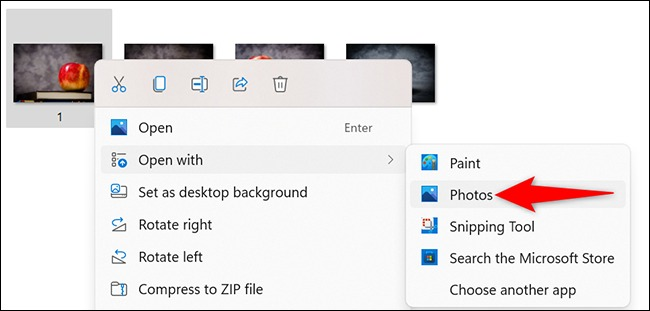 1
Open Enter
Open with
Set as desktop background
Rotate right
Rotate left
Compress to ZIP file
Paint
Photos
Snipping Tool
Search the Microsoft Store
Choose another app